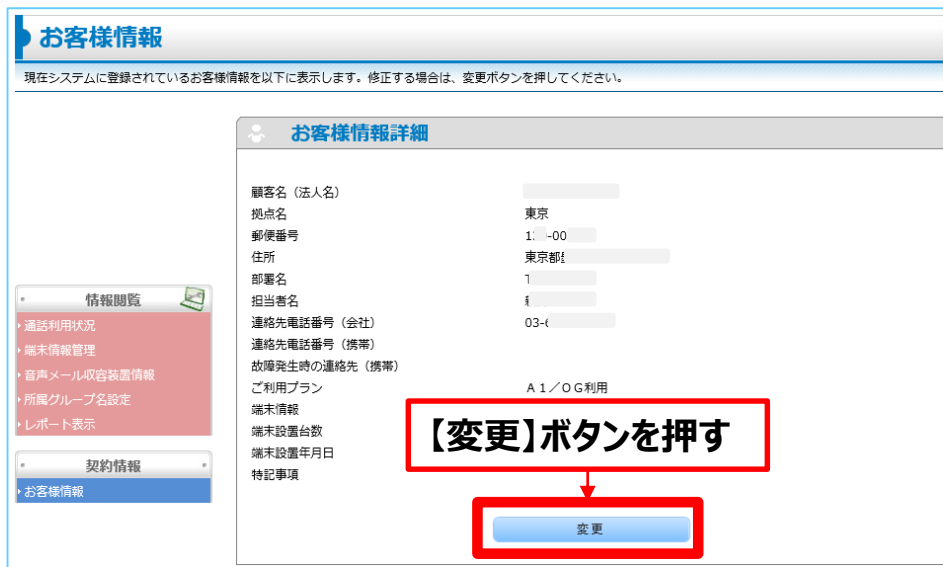 お客様情報
現在システムに登録されているお客様情報を以下に表示します。修正する場合は、変更ボタンを押してください。
お客様情報詳細
顧客名（法人名）
拠点名 東京
郵便番号 1 -00
住所 東京都
部署名
担当者名
連絡先電話番号（会社） 03-
連絡先電話番号（携帯）
故障発生時の連絡先（携帯）
ご利用プラン Ａ１／ＯＧ利用
端末情報
端末設置台数
端末設置年月日
特記事項
【変更】ボタンを押す
変更
情報閲覧
通話利用状況
端末情報管理
音声メール収容装置情報
所属グループ名設定
レポート表示
契約情報
お客様情報